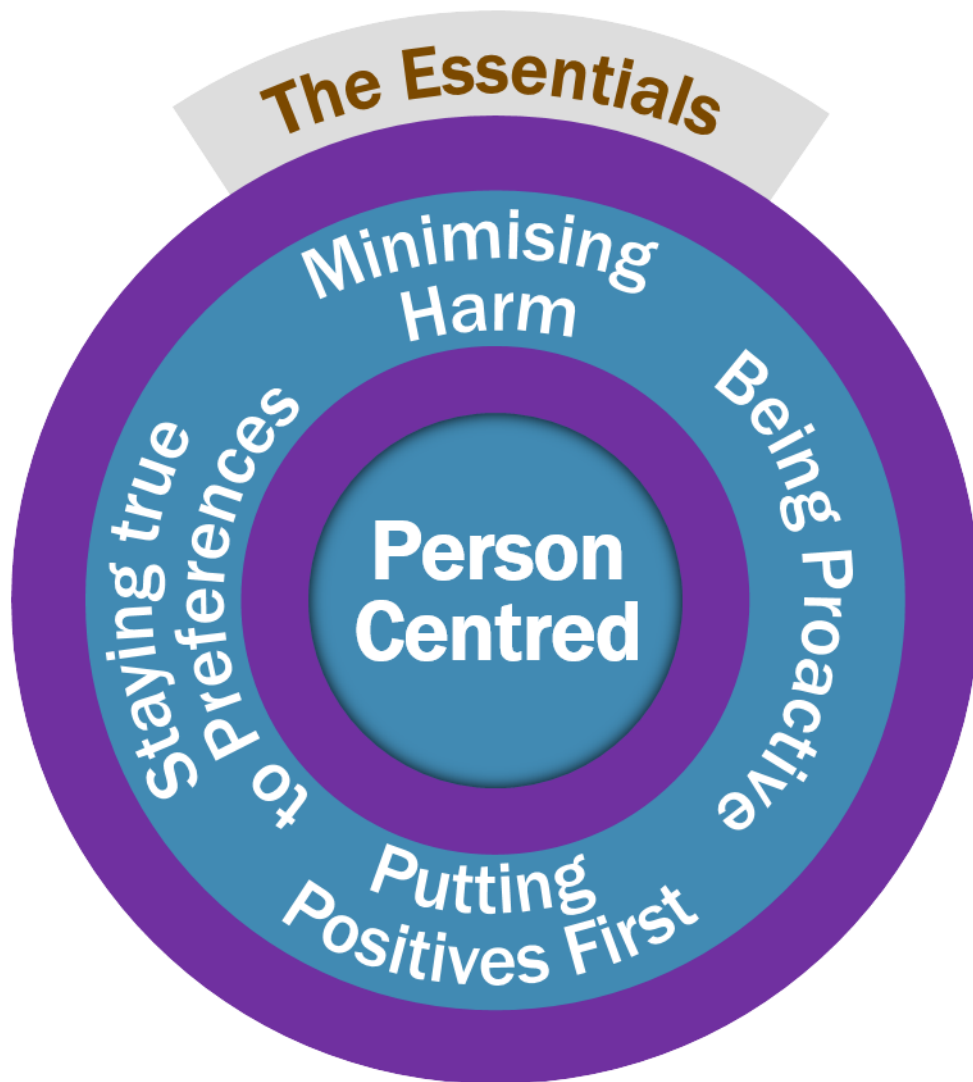 The Essentials
Minimising
Harm
Being Proactive
Putting
Positives First
Staying true
to Preferences
Person
Centred